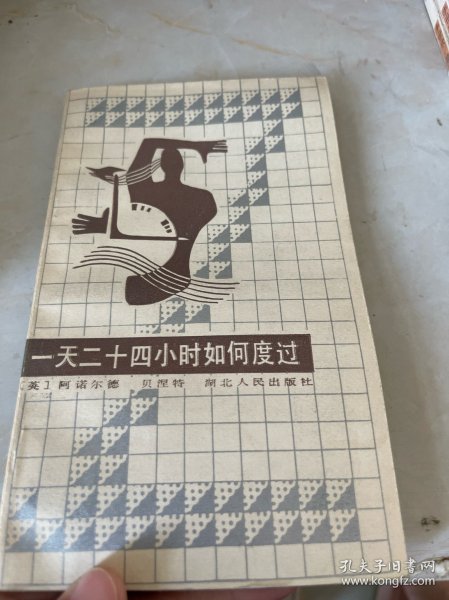 一天二十四小时如何度过
[英]阿诺尔德 贝涅特 湖北人民出版社
孔夫子旧书网
www.kongfz.com